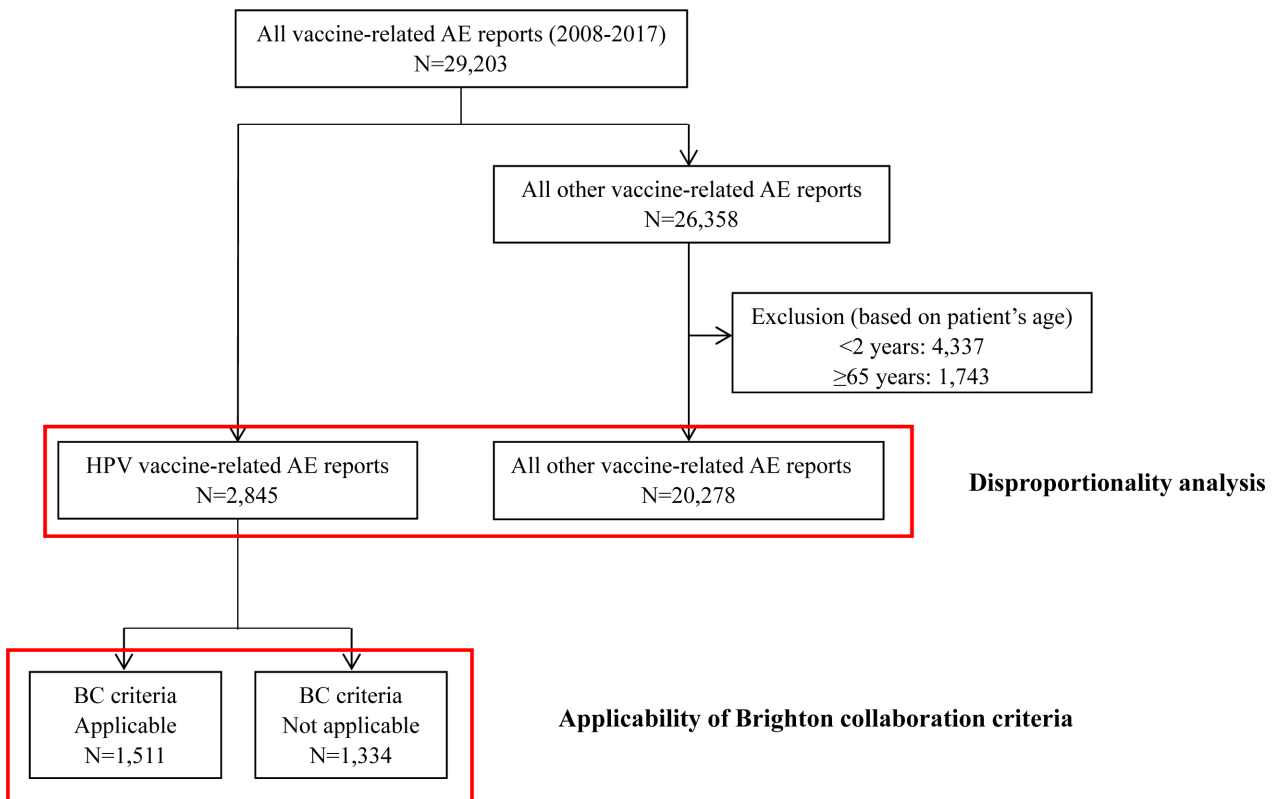 All vaccine-related AE reports (2008-2017)
N=29,203
All other vaccine-related AE reports
N=26,358
Exclusion (based on patient’s age)
<2 years: 4,337
≥65 years: 1,743
HPV vaccine-related AE reports
N=2,845
All other vaccine-related AE reports
N=20,278
Disproportionality analysis
BC criteria
Applicable
N=1,511
BC criteria
Not applicable
N=1,334
Applicability of Brighton collaboration criteria